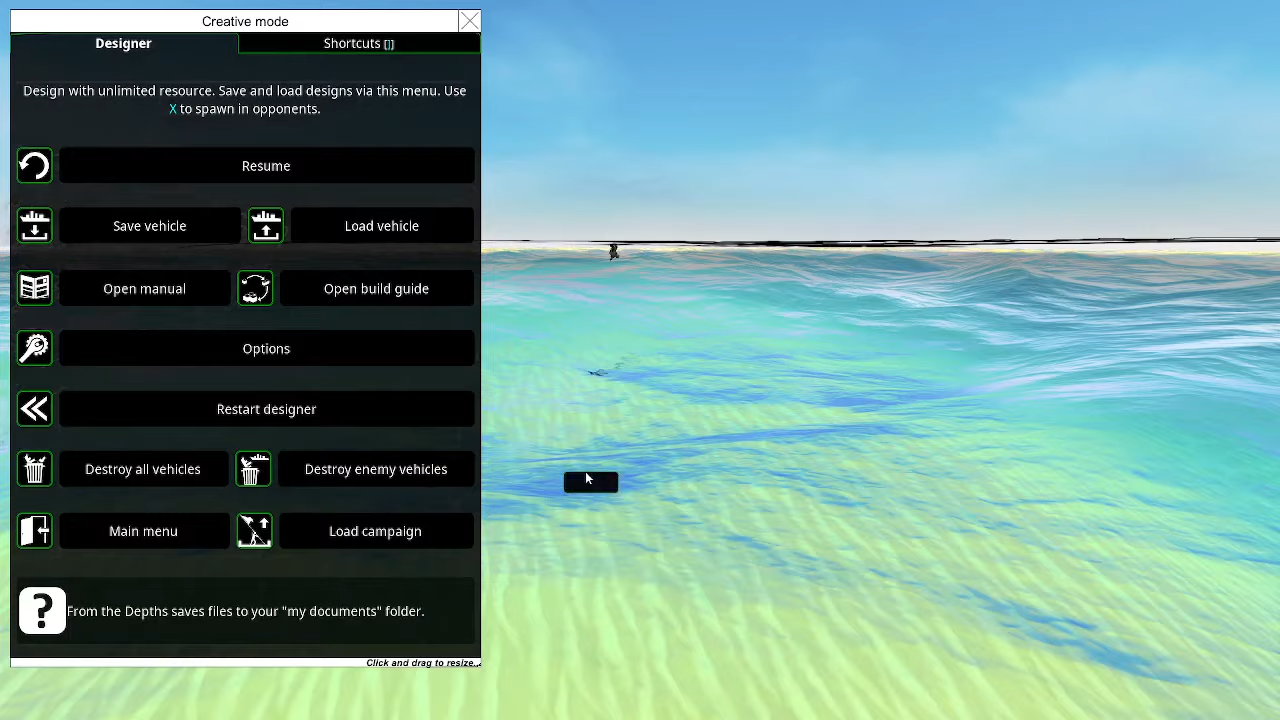 Creative mode
Designer
Shortcuts []]
Design with unlimited resource. Save and load designs via this menu. Use
X to spawn in opponents.
Resume
Save vehicle
Load vehicle
Open manual
Open build guide
Options
Restart designer
Destroy all vehicles
Destroy enemy vehicles
Main menu
Load campaign
?
From the Depths saves files to your "my documents" folder.
Click and drag to resize..